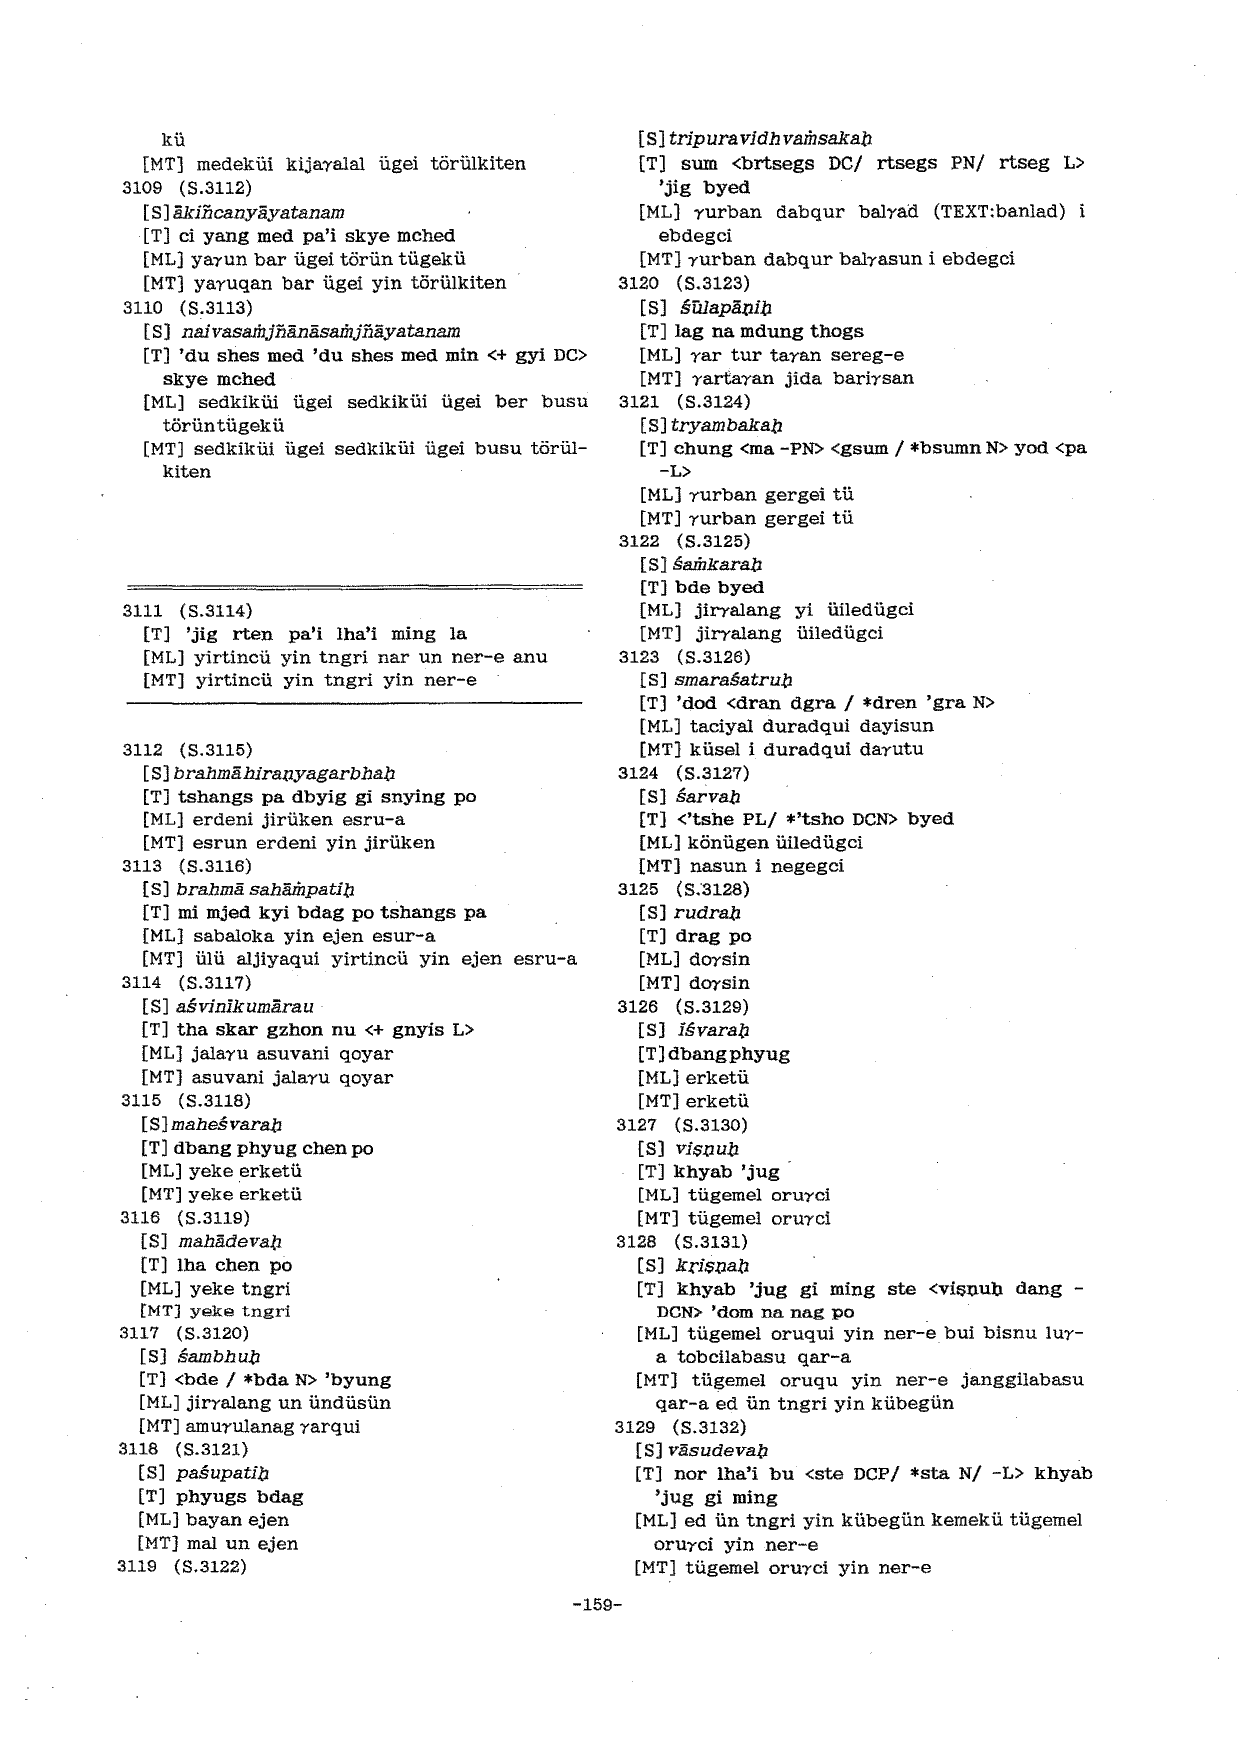 kü
[MT] medeküi kijaγalal ügei törülkiten
3109 (S.3112)
[S] ākiñcanyāyatanam
[T] ci yang med pa'i skye mched
[ML] yaγun bar ügei törün tügekü
[MT] yaγuqan bar ügei yin törülkiten
3110 (S.3113)
[S] naivasaṁjñānāsaṁjñāyatanam
[T] 'du shes med 'du shes med min <+ gyi DC>
skye mched
[ML] sedkiküi ügei sedkiküi ügei ber busu
törüntügekü
[MT] sedkiküi ügei sedkiküi ügei busu törül-
kiten
3111 (S.3114)
[T] 'jig rten pa'i lha'i ming la
[ML] yirtincü yin tngri nar un ner-e anu
[MT] yirtincü yin tngri yin ner-e
3112 (S.3115)
[S] brahmā hiraṇyagarbhaḥ
[T] tshangs pa dbyig gi snying po
[ML] erdeni jirüken esru-a
[MT] esrun erdeni yin jirüken
3113 (S.3116)
[S] brahmā sahāṁpatiḥ
[T] mi mjed kyi bdag po tshangs pa
[ML] sabaloka yin ejen esur-a
[MT] ülü aljiyaqui yirtincü yin ejen esru-a
3114 (S.3117)
[S] aśvinīkumārau
[T] tha skar gzhon nu <+ gnyis L>
[ML] jalaγu asuvani qoyar
[MT] asuvani jalaγu qoyar
3115 (S.3118)
[S] maheśvaraḥ
[T] dbang phyug chen po
[ML] yeke erketü
[MT] yeke erketü
3116 (S.3119)
[S] mahādevaḥ
[T] lha chen po
[ML] yeke tngri
[MT] yeke tngri
3117 (S.3120)
[S] śambhuḥ
[T] <bde / *bda N> 'byung
[ML] jirγalang un ündüsün
[MT] amuγulanag γarqui
3118 (S.3121)
[S] paśupatiḥ
[T] phyugs bdag
[ML] bayan ejen
[MT] mal un ejen
3119 (S.3122)
[S] tripuravidhvaṁsakaḥ
[T] sum <brtsegs DC/ rtsegs PN/ rtseg L>
'jig byed
[ML] γurban dabqur balγad (TEXT:banlad) i
ebdegci
[MT] γurban dabqur balγasun i ebdegci
3120 (S.3123)
[S] śūlapāṇiḥ
[T] lag na mdung thogs
[ML] γar tur taγan sereg-e
[MT] γartaγan jida bariγsan
3121 (S.3124)
[S] tryambakaḥ
[T] chung <ma -PN> <gsum / *bsumn N> yod <pa
-L>
[ML] γurban gergei tü
[MT] γurban gergei tü
3122 (S.3125)
[S] śaṁkaraḥ
[T] bde byed
[ML] jirγalang yi üiledügci
[MT] jirγalang üiledügci
3123 (S.3126)
[S] smaraśatruḥ
[T] 'dod <dran dgra / *dren 'gra N>
[ML] taciyal duradqui dayisun
[MT] küsel i duradqui daγutu
3124 (S.3127)
[S] śarvaḥ
[T] <'tshe PL/ *'tsho DCN> byed
[ML] könügen üiledügci
[MT] nasun i negegci
3125 (S.3128)
[S] rudraḥ
[T] drag po
[ML] doγsin
[MT] doγsin
3126 (S.3129)
[S] īśvaraḥ
[T] dbang phyug
[ML] erketü
[MT] erketü
3127 (S.3130)
[S] viṣṇuḥ
[T] khyab 'jug
[ML] tügemel oruγci
[MT] tügemel oruγci
3128 (S.3131)
[S] kriṣṇaḥ
[T] khyab 'jug gi ming ste <viṣṇuḥ dang -
DCN> 'dom na nag po
[ML] tügemel oruqui yin ner-e bui bisnu luγ-
a tobcilabasu qar-a
[MT] tügemel oruqu yin ner-e janggilabasu
qar-a ed ün tngri yin kübegün
3129 (S.3132)
[S] vāsudevaḥ
[T] nor lha'i bu <ste DCP/ *sta N/ -L> khyab
'jug gi ming
[ML] ed ün tngri yin kübegün kemekü tügemel
oruγci yin ner-e
[MT] tügemel oruγci yin ner-e
-159-